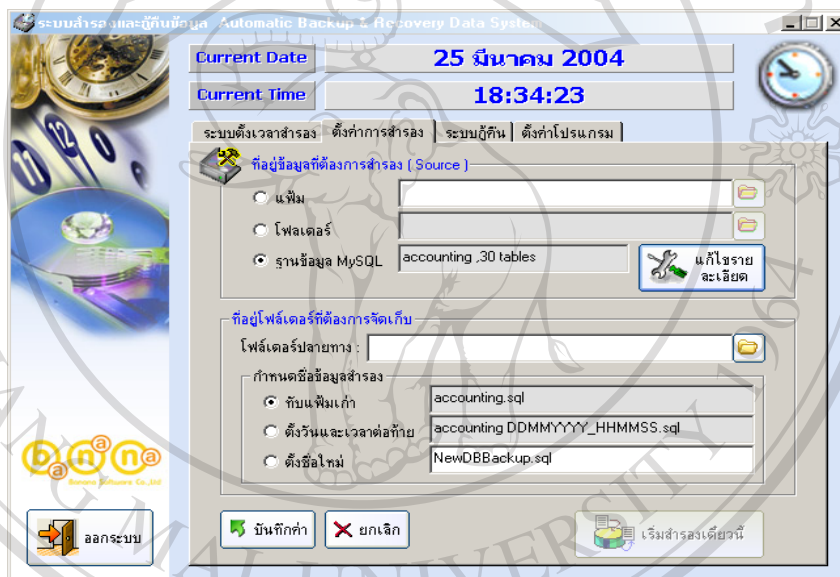 ระบบสำรองและกู้คืนข้อมูล Automatic Backup & Recovery Data System
Current Date 25 มีนาคม 2004
Current Time 18:34:23
ระบบตั้งเวลาสำรอง ตั้งค่าการสำรอง ระบบกู้คืน ตั้งค่าโปรแกรม
ที่อยู่ข้อมูลที่ต้องการสำรอง ( Source )
แฟ้ม
โฟลเดอร์
ฐานข้อมูล MySQL accounting ,30 tables
แก้ไขราย
ละเอียด
ที่อยู่โฟล์เดอร์ที่ต้องการจัดเก็บ
โฟล์เดอร์ปลายทาง :
กำหนดชื่อข้อมูลสำรอง
ทับแฟ้มเก่า accounting.sql
ตั้งวันและเวลาต่อท้าย accounting DDMMYYYY_HHMMSS.sql
ตั้งชื่อใหม่ NewDBBackup.sql
banana
Banana Software Co.,Ltd
ออกระบบ
บันทึกค่า ยกเลิก เริ่มสำรองเดี๋ยวนี้
UNIVERSITY 1964